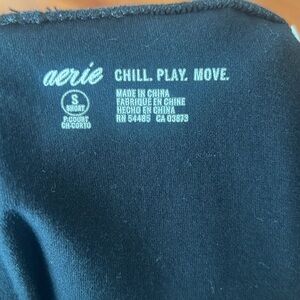 aerie CHILL. PLAY. MOVE.
S
SHORT
P.COURT
CH-CORTO
MADE IN CHINA
FABRIQUÉ EN CHINE
HECHO EN CHINA
RN 54485 CA 03873